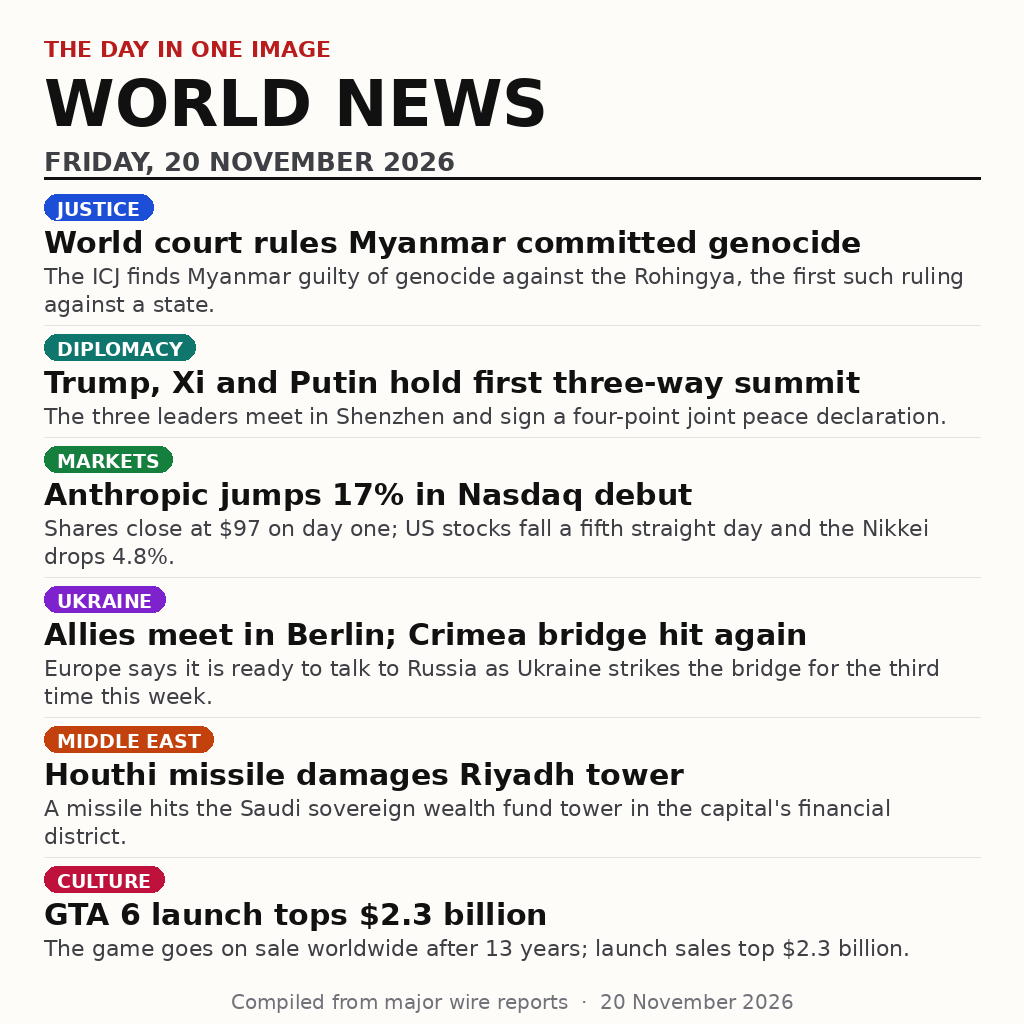 THE DAY IN ONE IMAGE
WORLD NEWS
FRIDAY, 20 NOVEMBER 2026
JUSTICE
World court rules Myanmar committed genocide
The ICJ finds Myanmar guilty of genocide against the Rohingya, the first such ruling
against a state.
DIPLOMACY
Trump, Xi and Putin hold first three-way summit
The three leaders meet in Shenzhen and sign a four-point joint peace declaration.
MARKETS
Anthropic jumps 17% in Nasdaq debut
Shares close at $97 on day one; US stocks fall a fifth straight day and the Nikkei
drops 4.8%.
UKRAINE
Allies meet in Berlin; Crimea bridge hit again
Europe says it is ready to talk to Russia as Ukraine strikes the bridge for the third
time this week.
MIDDLE EAST
Houthi missile damages Riyadh tower
A missile hits the Saudi sovereign wealth fund tower in the capital's financial
district.
CULTURE
GTA 6 launch tops $2.3 billion
The game goes on sale worldwide after 13 years; launch sales top $2.3 billion.
Compiled from major wire reports · 20 November 2026